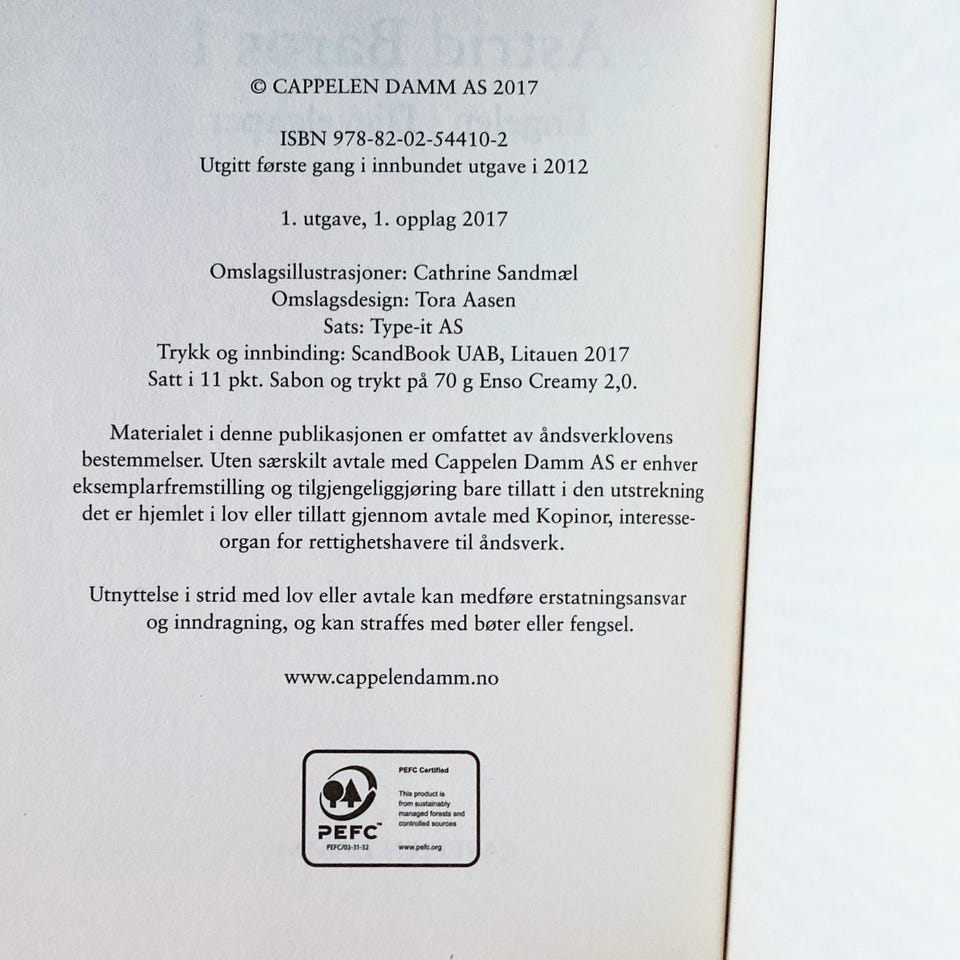 © CAPPELEN DAMM AS 2017
ISBN 978-82-02-54410-2
Utgitt første gang i innbundet utgave i 2012
1. utgave, 1. opplag 2017
Omslagsillustrasjoner: Cathrine Sandmæl
Omslagsdesign: Tora Aasen
Sats: Type-it AS
Trykk og innbinding: ScandBook UAB, Litauen 2017
Satt i 11 pkt. Sabon og trykt på 70 g Enso Creamy 2,0.
Materialet i denne publikasjonen er omfattet av åndsverklovens
bestemmelser. Uten særskilt avtale med Cappelen Damm AS er enhver
eksemplarfremstilling og tilgjengeliggjøring bare tillatt i den utstrekning
det er hjemlet i lov eller tillatt gjennom avtale med Kopinor, interesse-
organ for rettighetshavere til åndsverk.
Utnyttelse i strid med lov eller avtale kan medføre erstatningsansvar
og inndragning, og kan straffes med bøter eller fengsel.
www.cappelendamm.no
PEFC™
PEFC/03-31-32
PEFC Certified
This product is
from sustainably
managed forests and
controlled sources
www.pefc.org